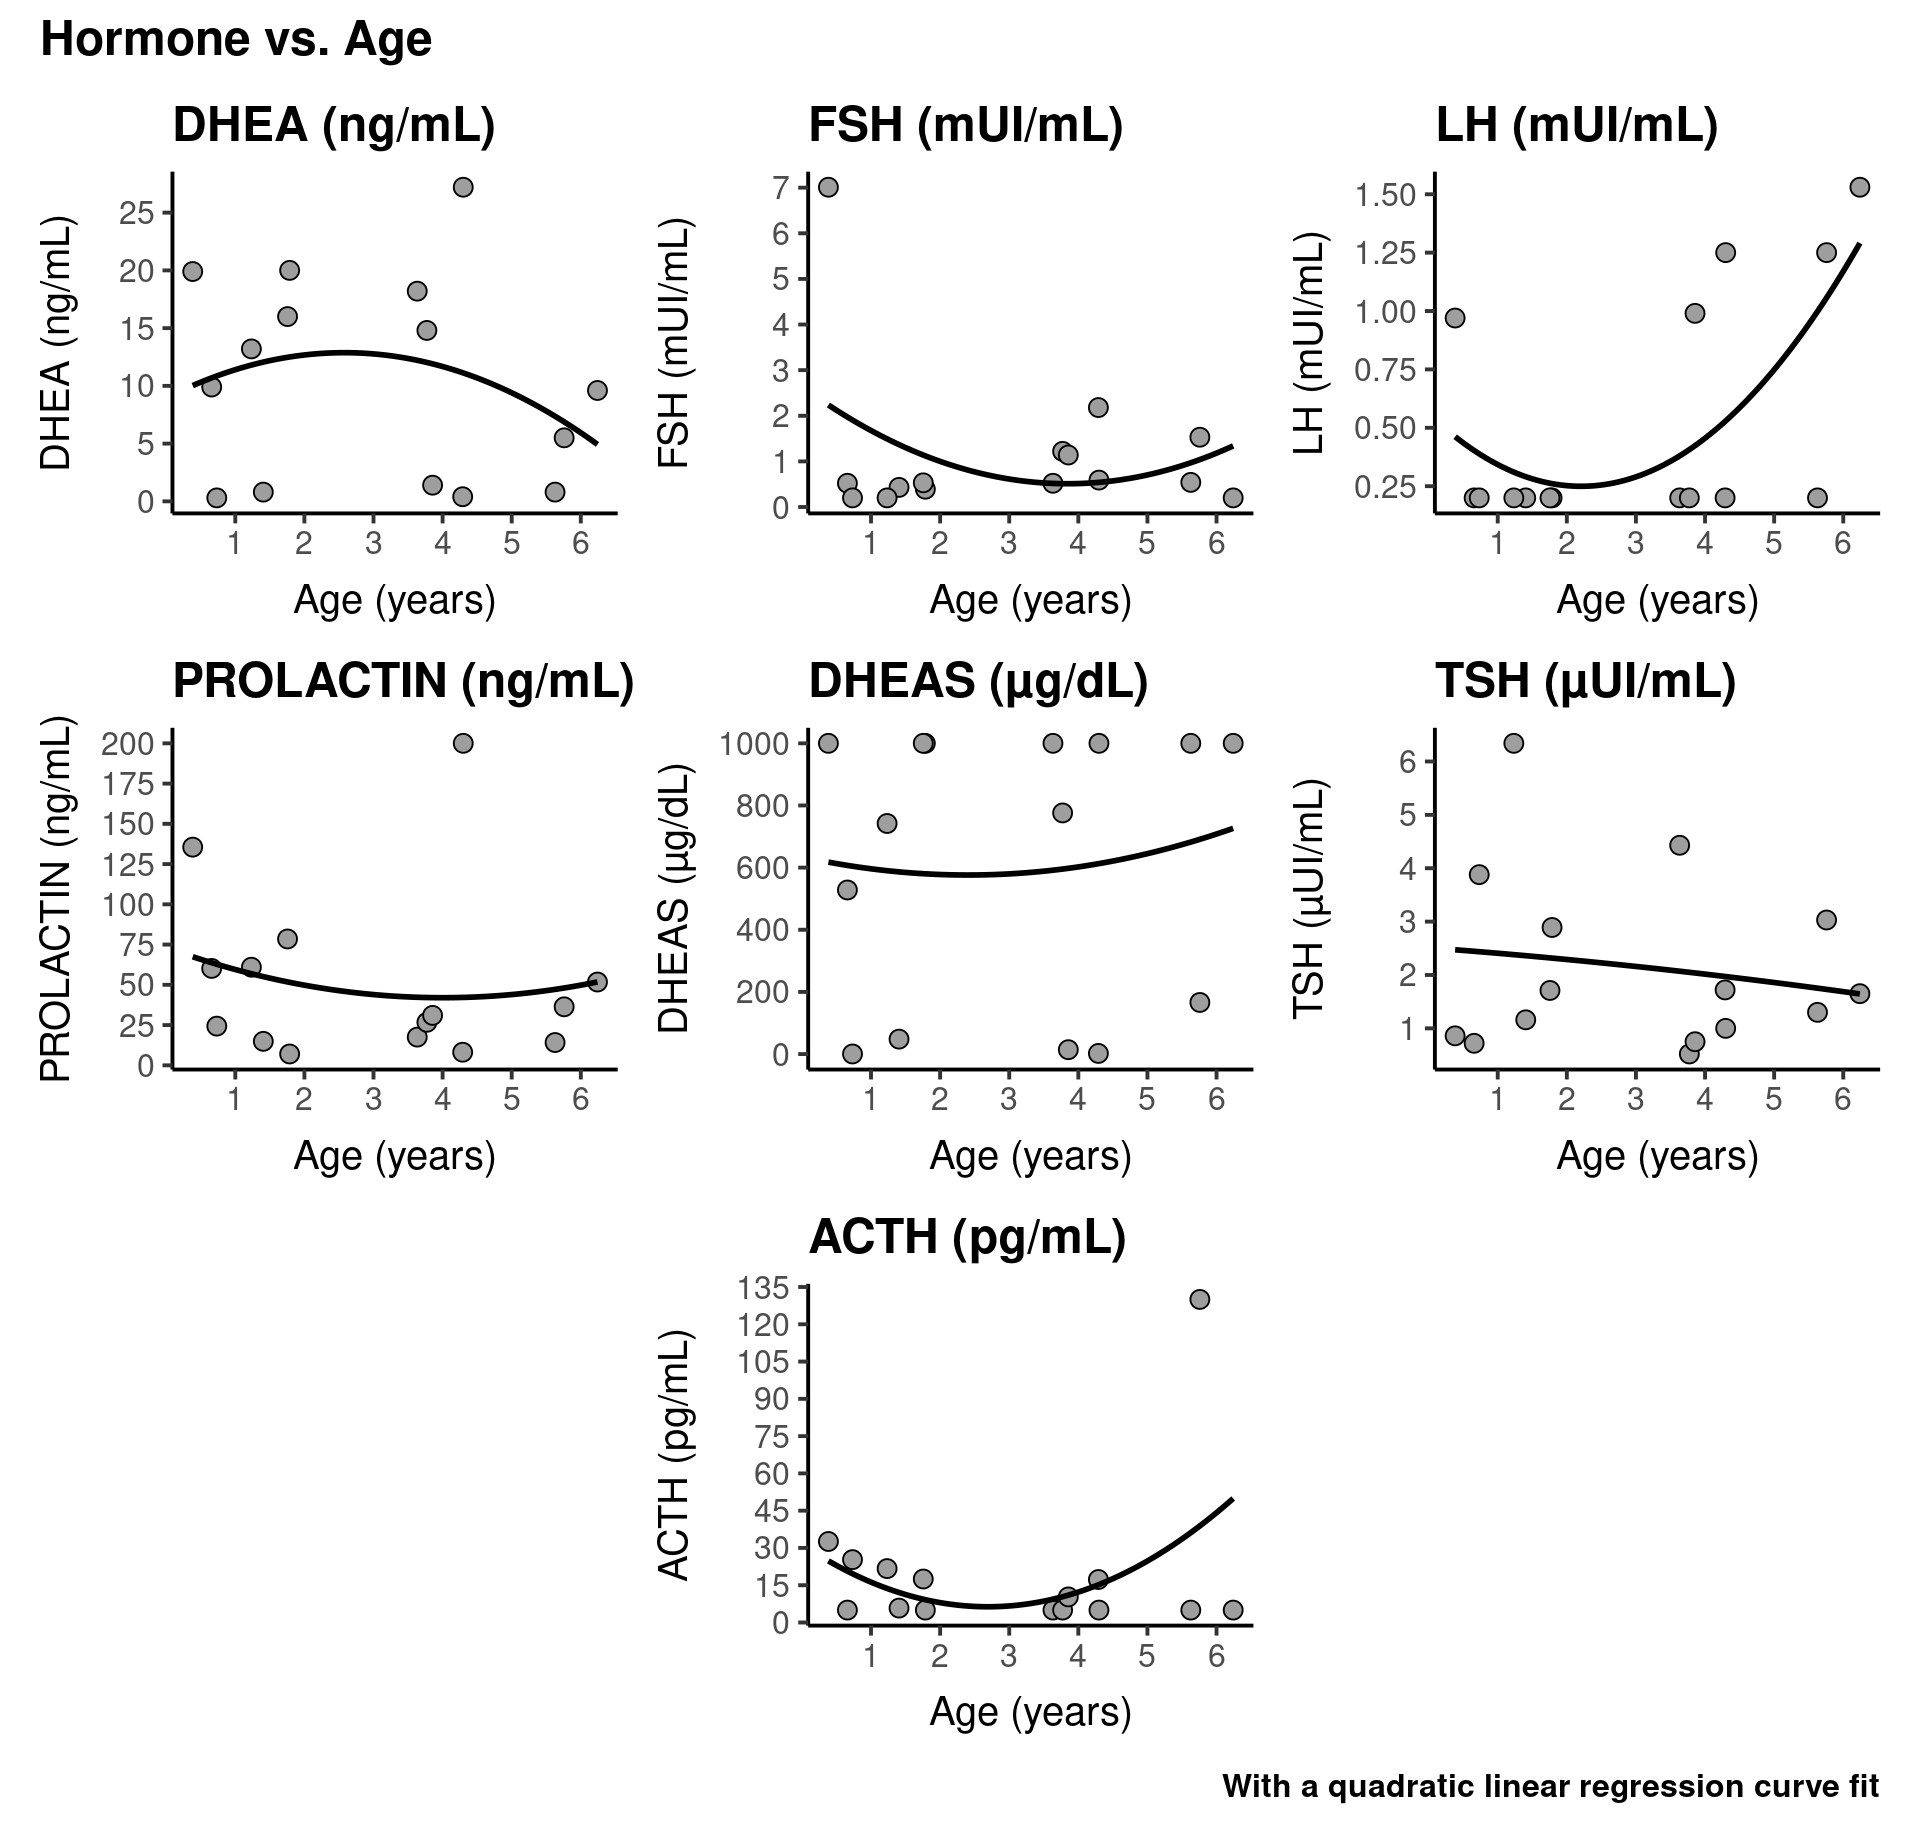 Hormone vs. Age
DHEA (ng/mL)
DHEA (ng/mL)
25
20
15
10
5
0
1 2 3 4 5 6
Age (years)
FSH (mUI/mL)
FSH (mUI/mL)
7
6
5
4
3
2
1
0
1 2 3 4 5 6
Age (years)
LH (mUI/mL)
LH (mUI/mL)
1.50
1.25
1.00
0.75
0.50
0.25
1 2 3 4 5 6
Age (years)
PROLACTIN (ng/mL)
PROLACTIN (ng/mL)
200
175
150
125
100
75
50
25
0
1 2 3 4 5 6
Age (years)
DHEAS (µg/dL)
DHEAS (µg/dL)
1000
800
600
400
200
0
1 2 3 4 5 6
Age (years)
TSH (µUI/mL)
TSH (µUI/mL)
6
5
4
3
2
1
1 2 3 4 5 6
Age (years)
ACTH (pg/mL)
ACTH (pg/mL)
135
120
105
90
75
60
45
30
15
0
1 2 3 4 5 6
Age (years)
With a quadratic linear regression curve fit